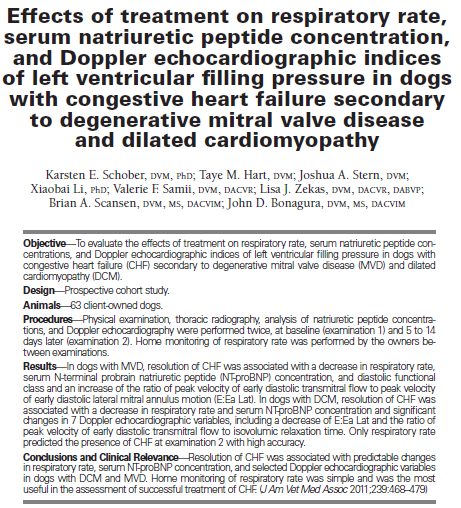 Effects of treatment on respiratory rate,
serum natriuretic peptide concentration,
and Doppler echocardiographic indices
of left ventricular filling pressure in dogs
with congestive heart failure secondary
to degenerative mitral valve disease
and dilated cardiomyopathy
Karsten E. Schober, DVM, PhD; Taye M. Hart, DVM; Joshua A. Stern, DVM;
Xiaobai Li, PhD; Valerie F. Samii, DVM, DACVR; Lisa J. Zekas, DVM, DACVR, DABVP;
Brian A. Scansen, DVM, MS, DACVIM; John D. Bonagura, DVM, MS, DACVIM
Objective—To evaluate the effects of treatment on respiratory rate, serum natriuretic peptide con-
centrations, and Doppler echocardiographic indices of left ventricular filling pressure in dogs with
congestive heart failure (CHF) secondary to degenerative mitral valve disease (MVD) and dilated
cardiomyopathy (DCM).
Design—Prospective cohort study.
Animals—63 client-owned dogs.
Procedures—Physical examination, thoracic radiography, analysis of natriuretic peptide concentra-
tions, and Doppler echocardiography were performed twice, at baseline (examination 1) and 5 to 14
days later (examination 2). Home monitoring of respiratory rate was performed by the owners be-
tween examinations.
Results—In dogs with MVD, resolution of CHF was associated with a decrease in respiratory rate,
serum N-terminal probrain natriuretic peptide (NT-proBNP) concentration, and diastolic functional
class and an increase of the ratio of peak velocity of early diastolic transmitral flow to peak velocity
of early diastolic lateral mitral annulus motion (E:Ea Lat). In dogs with DCM, resolution of CHF was
associated with a decrease in respiratory rate and serum NT-proBNP concentration and significant
changes in 7 Doppler echocardiographic variables, including a decrease of E:Ea Lat and the ratio of
peak velocity of early diastolic transmitral flow to isovolumic relaxation time. Only respiratory rate
predicted the presence of CHF at examination 2 with high accuracy.
Conclusions and Clinical Relevance—Resolution of CHF was associated with predictable changes
in respiratory rate, serum NT-proBNP concentration, and selected Doppler echocardiographic variables
in dogs with DCM and MVD. Home monitoring of respiratory rate was simple and was the most
useful in the assessment of successful treatment of CHF. (J Am Vet Med Assoc 2011;239:468–479)